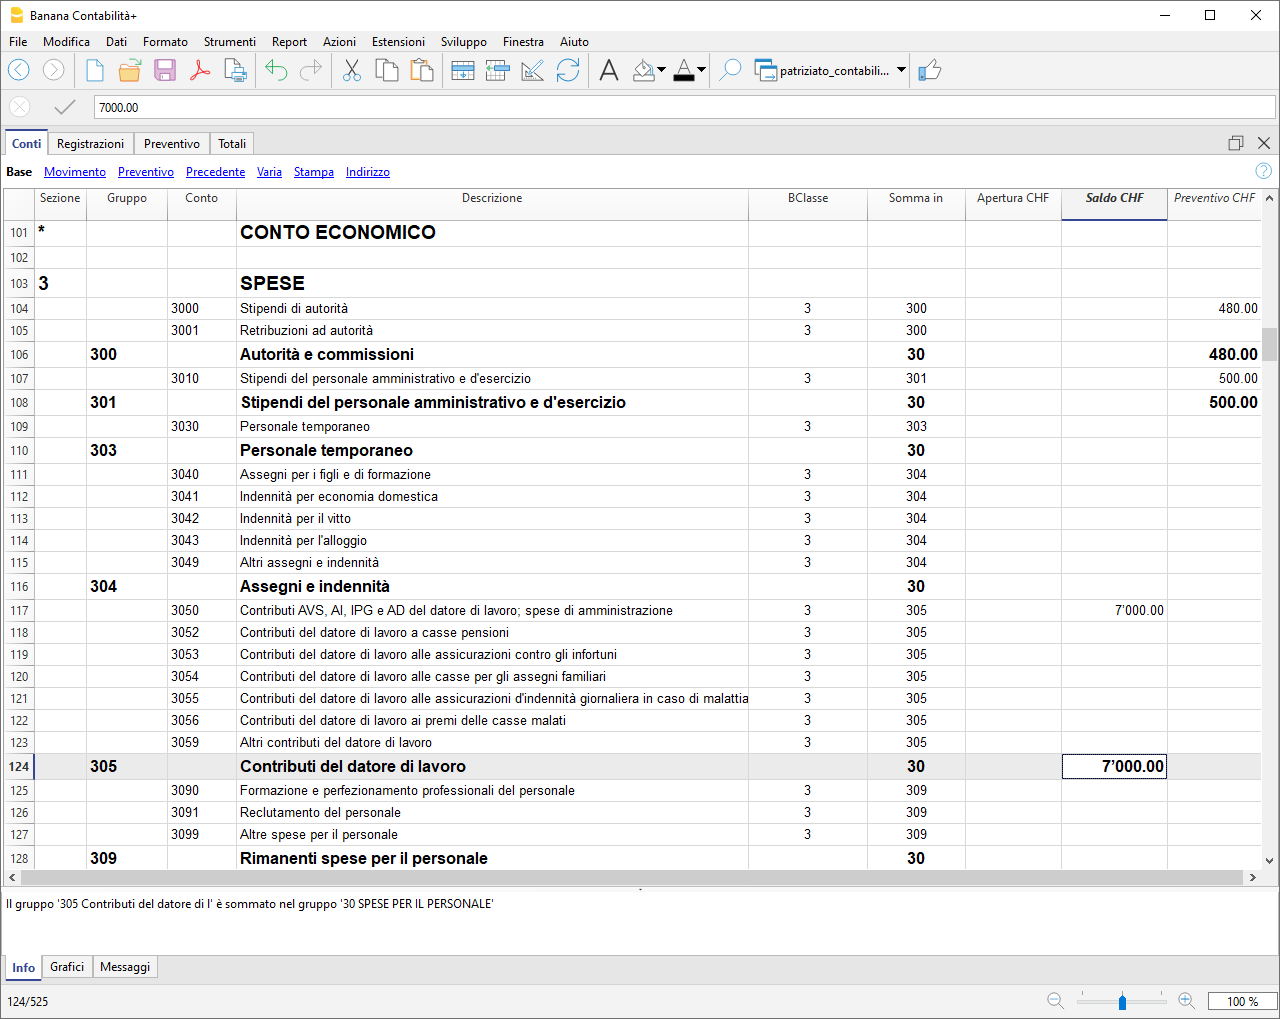 Banana Contabilità+
File Modifica Dati Formato Strumenti Report Azioni Estensioni Sviluppo Finestra Aiuto
patriziato_contabili...
7000.00
Conti Registrazioni Preventivo Totali
Base Movimento Preventivo Precedente Varia Stampa Indirizzo
Sezione Gruppo Conto Descrizione BClasse Somma in Apertura CHF Saldo CHF Preventivo CHF
101 * CONTO ECONOMICO
102
103 3 SPESE
104 3000 Stipendi di autorità 3 300 480.00
105 3001 Retribuzioni ad autorità 3 300
106 300 Autorità e commissioni 30 480.00
107 3010 Stipendi del personale amministrativo e d'esercizio 3 301 500.00
108 301 Stipendi del personale amministrativo e d'esercizio 30 500.00
109 3030 Personale temporaneo 3 303
110 303 Personale temporaneo 30
111 3040 Assegni per i figli e di formazione 3 304
112 3041 Indennità per economia domestica 3 304
113 3042 Indennità per il vitto 3 304
114 3043 Indennità per l'alloggio 3 304
115 3049 Altri assegni e indennità 3 304
116 304 Assegni e indennità 30
117 3050 Contributi AVS, AI, IPG e AD del datore di lavoro; spese di amministrazione 3 305 7’000.00
118 3052 Contributi del datore di lavoro a casse pensioni 3 305
119 3053 Contributi del datore di lavoro alle assicurazioni contro gli infortuni 3 305
120 3054 Contributi del datore di lavoro alle casse per gli assegni familiari 3 305
121 3055 Contributi del datore di lavoro alle assicurazioni d'indennità giornaliera in caso di malattia 3 305
122 3056 Contributi del datore di lavoro ai premi delle casse malati 3 305
123 3059 Altri contributi del datore di lavoro 3 305
124 305 Contributi del datore di lavoro 30 7’000.00
125 3090 Formazione e perfezionamento professionali del personale 3 309
126 3091 Reclutamento del personale 3 309
127 3099 Altre spese per il personale 3 309
128 309 Rimanenti spese per il personale 30
Il gruppo '305 Contributi del datore di l' è sommato nel gruppo '30 SPESE PER IL PERSONALE'
Info Grafici Messaggi
124/525
100 %